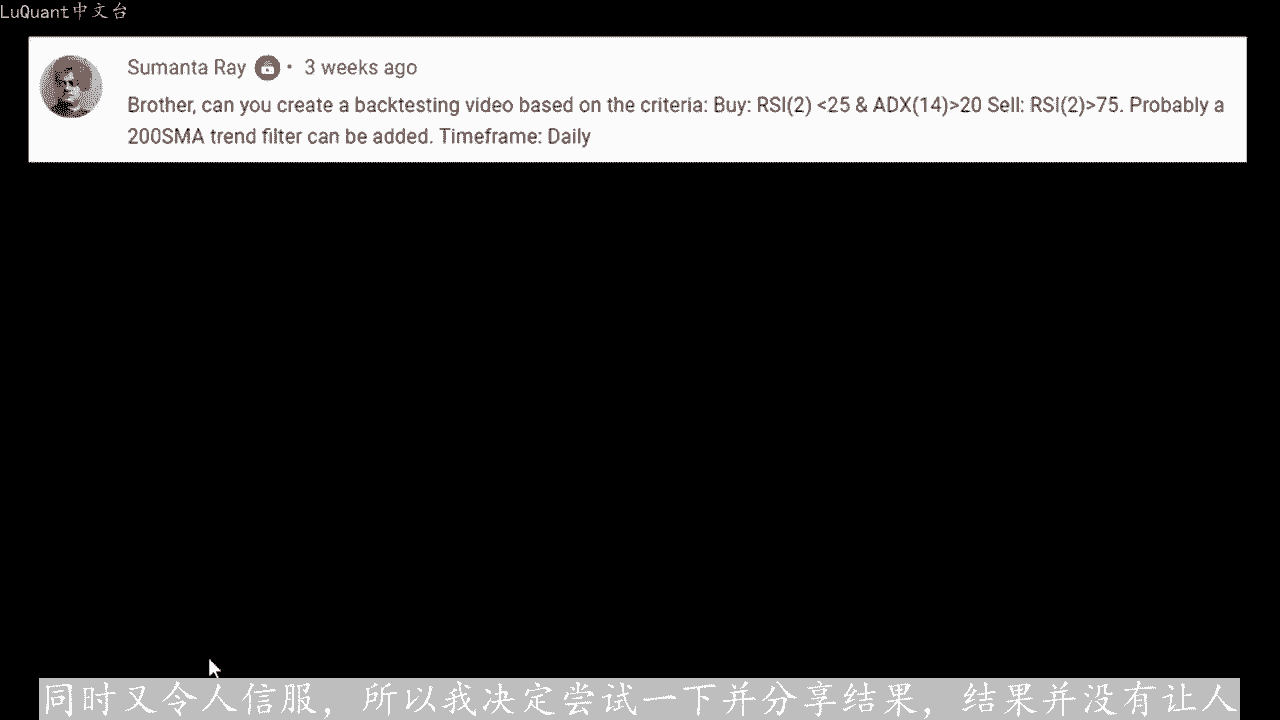 LuQuant中文台
Sumanta Ray • 3 weeks ago
Brother, can you create a backtesting video based on the criteria: Buy: RSI(2) <25 & ADX(14)>20 Sell: RSI(2)>75. Probably a
200SMA trend filter can be added. Timeframe: Daily
同时又令人信服，所以我决定尝试一下并分享结果，结果并没有让人